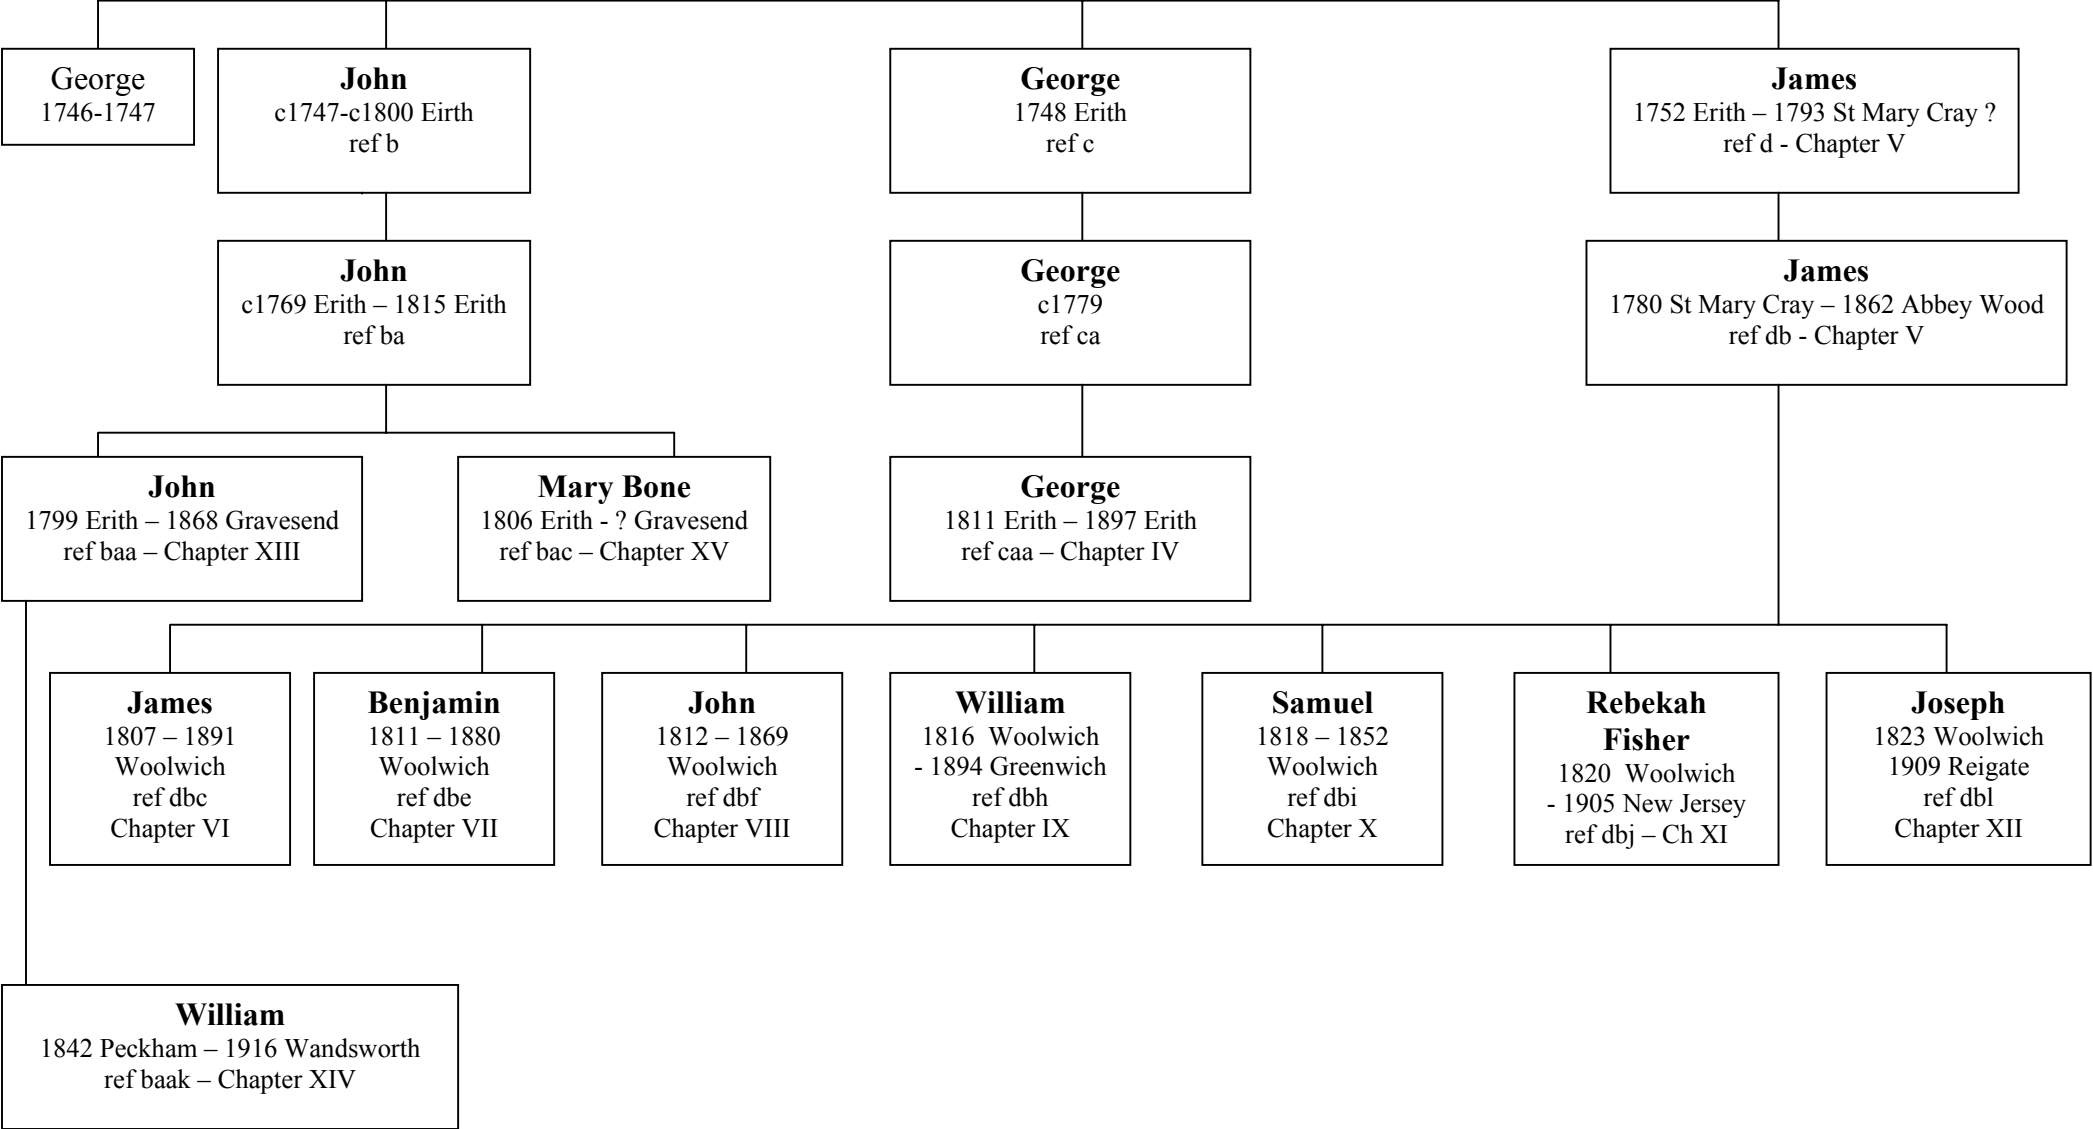 George
1746-1747
John
c1747-c1800 Eirth
ref b
George
1748 Erith
ref c
James
1752 Erith – 1793 St Mary Cray ?
ref d - Chapter V
John
c1769 Erith – 1815 Erith
ref ba
George
c1779
ref ca
James
1780 St Mary Cray – 1862 Abbey Wood
ref db - Chapter V
John
1799 Erith – 1868 Gravesend
ref baa – Chapter XIII
Mary Bone
1806 Erith - ? Gravesend
ref bac – Chapter XV
George
1811 Erith – 1897 Erith
ref caa – Chapter IV
James
1807 – 1891
Woolwich
ref dbc
Chapter VI
Benjamin
1811 – 1880
Woolwich
ref dbe
Chapter VII
John
1812 – 1869
Woolwich
ref dbf
Chapter VIII
William
1816  Woolwich
- 1894 Greenwich
ref dbh
Chapter IX
Samuel
1818 – 1852
Woolwich
ref dbi
Chapter X
Rebekah
Fisher
1820  Woolwich
- 1905 New Jersey
ref dbj – Ch XI
Joseph
1823 Woolwich
1909 Reigate
ref dbl
Chapter XII
William
1842 Peckham – 1916 Wandsworth
ref baak – Chapter XIV